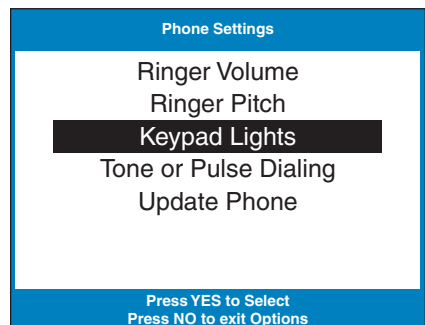 Phone Settings
Ringer Volume
Ringer Pitch
Keypad Lights
Tone or Pulse Dialing
Update Phone
Press YES to Select
Press NO to exit Options